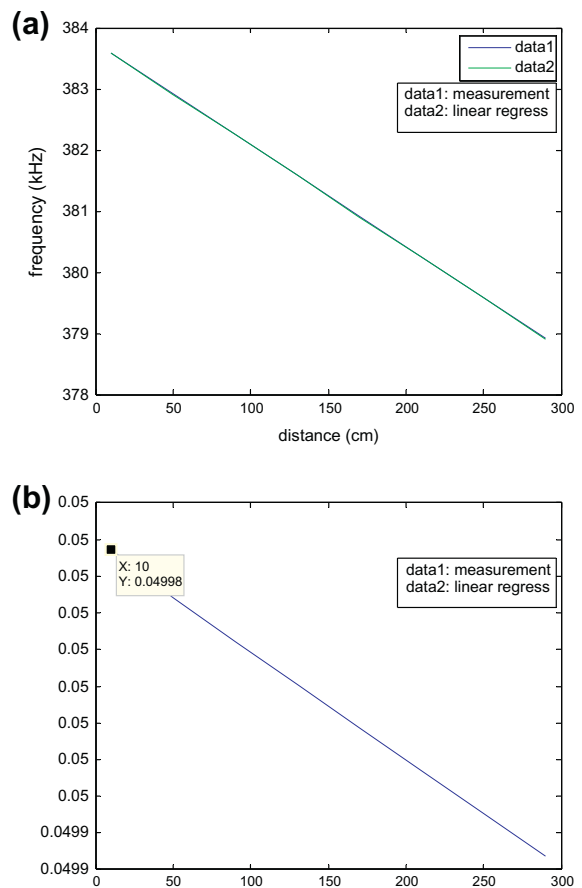 (a)
384
383
382
381
380
379
378
frequency (kHz)
data1
data2
data1: measurement
data2: linear regress
0
50
100
150
200
250
300
distance (cm)
(b)
0.05
0.05
0.05
0.05
0.05
0.05
0.05
0.05
0.05
0.0499
0.0499
X: 10
Y: 0.04998
data1: measurement
data2: linear regress
0
50
100
150
200
250
300